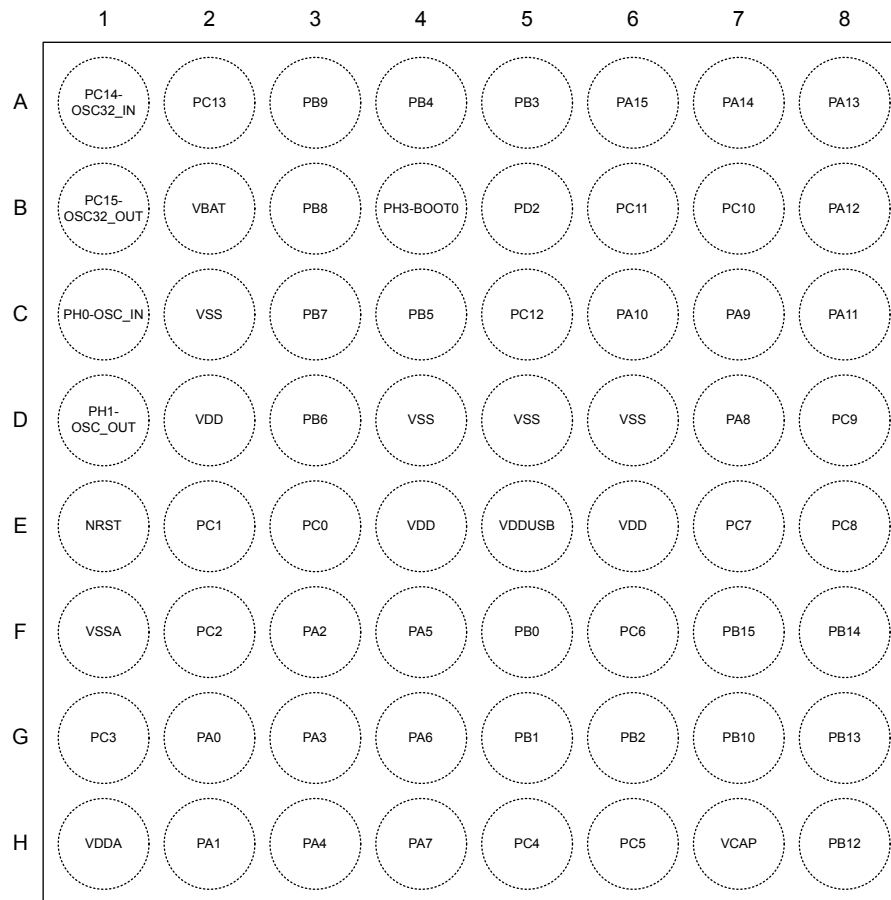 1 2 3 4 5 6 7 8
A PC14-OSC32_IN PC13 PB9 PB4 PB3 PA15 PA14 PA13
B PC15-OSC32_OUT VBAT PB8 PH3-BOOT0 PD2 PC11 PC10 PA12
C PH0-OSC_IN VSS PB7 PB5 PC12 PA10 PA9 PA11
D PH1-OSC_OUT VDD PB6 VSS VSS VSS PA8 PC9
E NRST PC1 PC0 VDD VDDUSB VDD PC7 PC8
F VSSA PC2 PA2 PA5 PB0 PC6 PB15 PB14
G PC3 PA0 PA3 PA6 PB1 PB2 PB10 PB13
H VDDA PA1 PA4 PA7 PC4 PC5 VCAP PB12